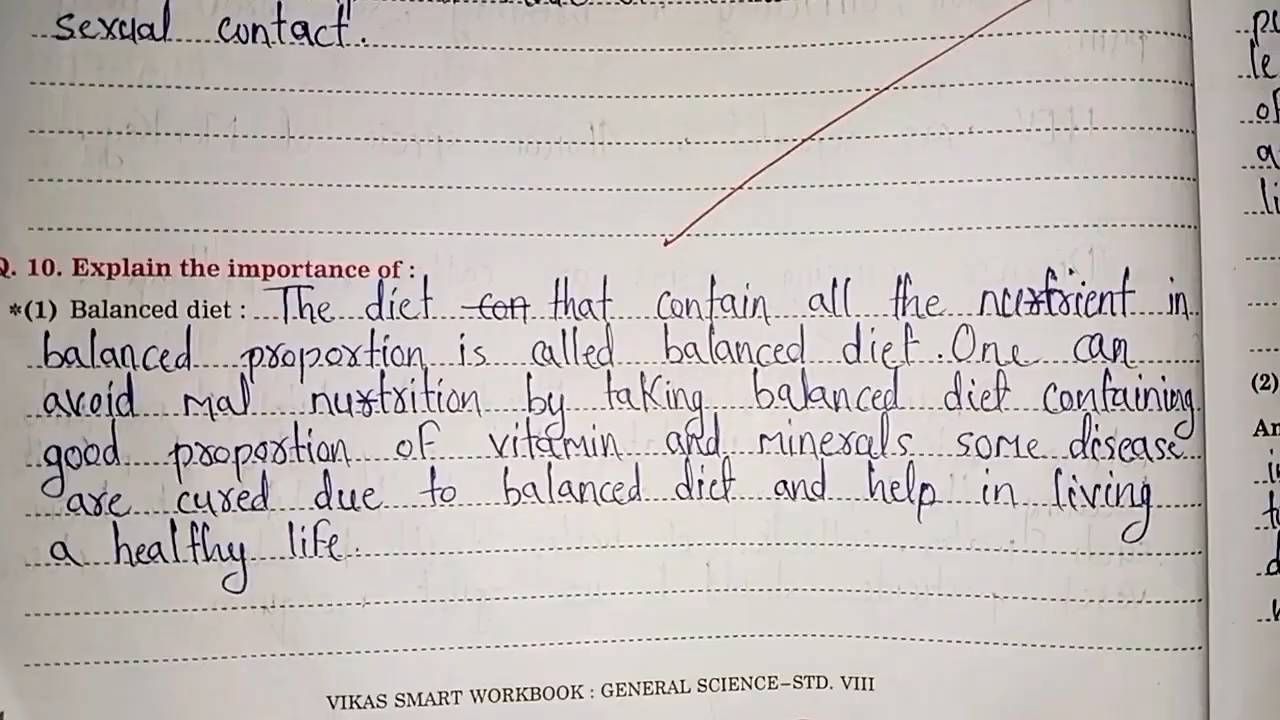 sexual contact.
Q. 10. Explain the importance of :
*(1) Balanced diet : The diet that contain all the nutrient in
balanced proportion is called balanced diet. One can
avoid mal nutrition by taking balanced diet containing
good proportion of vitamin and minerals some disease
are cured due to balanced diet and help in living
a healthy life.
VIKAS SMART WORKBOOK : GENERAL SCIENCE–STD. VIII
le
of
a
li
(2)